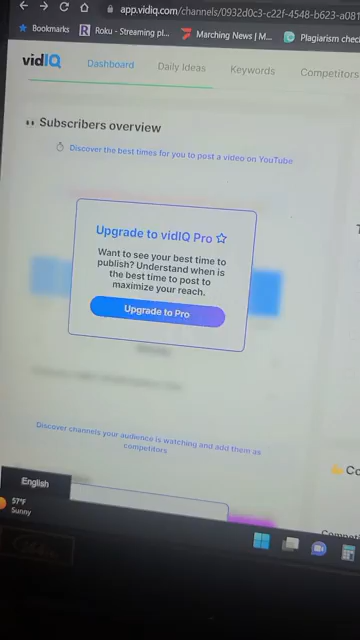 app.vidiq.com/channels/0932d0c3-c22f-4548-b623-a081
Bookmarks Roku - Streaming pl... Marching News | M... Plagiarism chec
vidIQ Dashboard Daily Ideas Keywords Competitors
Subscribers overview
Discover the best times for you to post a video on YouTube
Upgrade to vidIQ Pro
Want to see your best time to
publish? Understand when is
the best time to post to
maximize your reach.
Upgrade to Pro
Discover channels your audience is watching and add them as
competitors
Co
English
57°F
Sunny
Competi